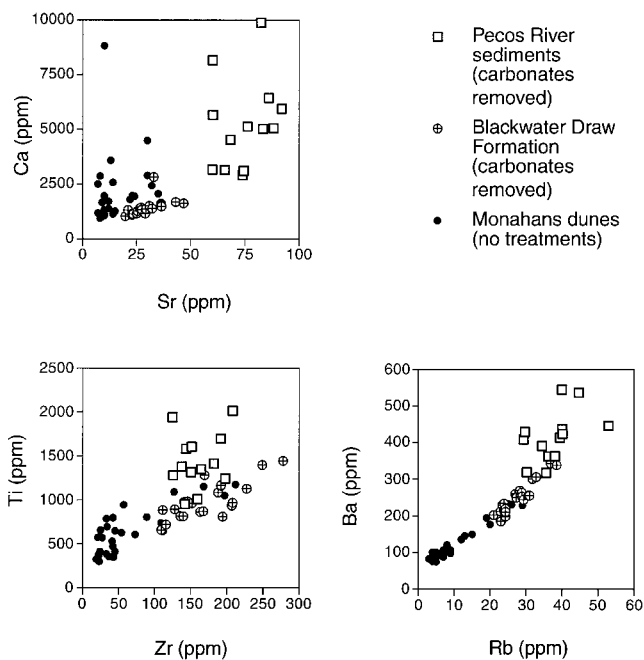 10000
7500
5000
2500
0
Ca (ppm)
0
25
50
75
100
Sr (ppm)
Pecos River
sediments
(carbonates
removed)
Blackwater Draw
Formation
(carbonates
removed)
Monahans dunes
(no treatments)
2500
2000
1500
1000
500
0
Ti (ppm)
0
50
100
150
200
250
300
Zr (ppm)
600
500
400
300
200
100
0
Ba (ppm)
0
10
20
30
40
50
60
Rb (ppm)